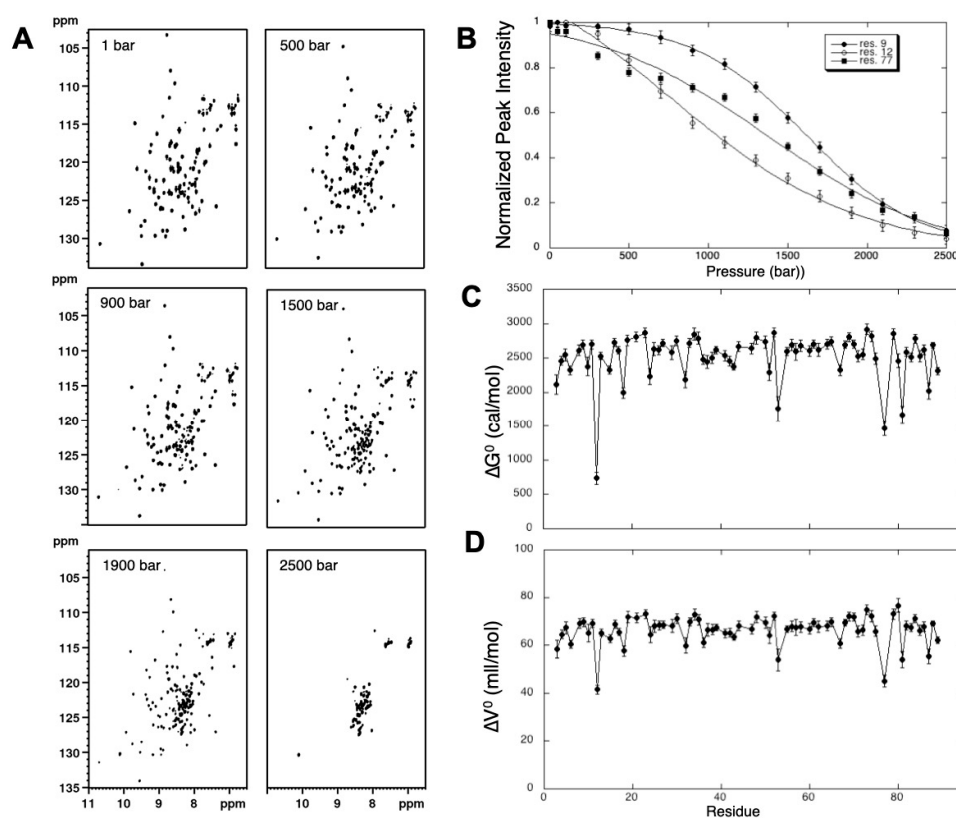 A
ppm
105
110
115
120
125
130
1 bar
500 bar
ppm
105
110
115
120
125
130
900 bar
1500 bar
ppm
105
110
115
120
125
130
135
1900 bar
2500 bar
11 10 9 8 ppm
10 9 8 ppm
B
Normalized Peak Intensity
1
0.8
0.6
0.4
0.2
0
res. 9
res. 12
res. 77
0 500 1000 1500 2000 2500
Pressure (bar))
C
ΔG⁰ (cal/mol)
3500
3000
2500
2000
1500
1000
500
0
D
ΔV⁰ (mll/mol)
100
80
60
40
20
0
0 20 40 60 80
Residue